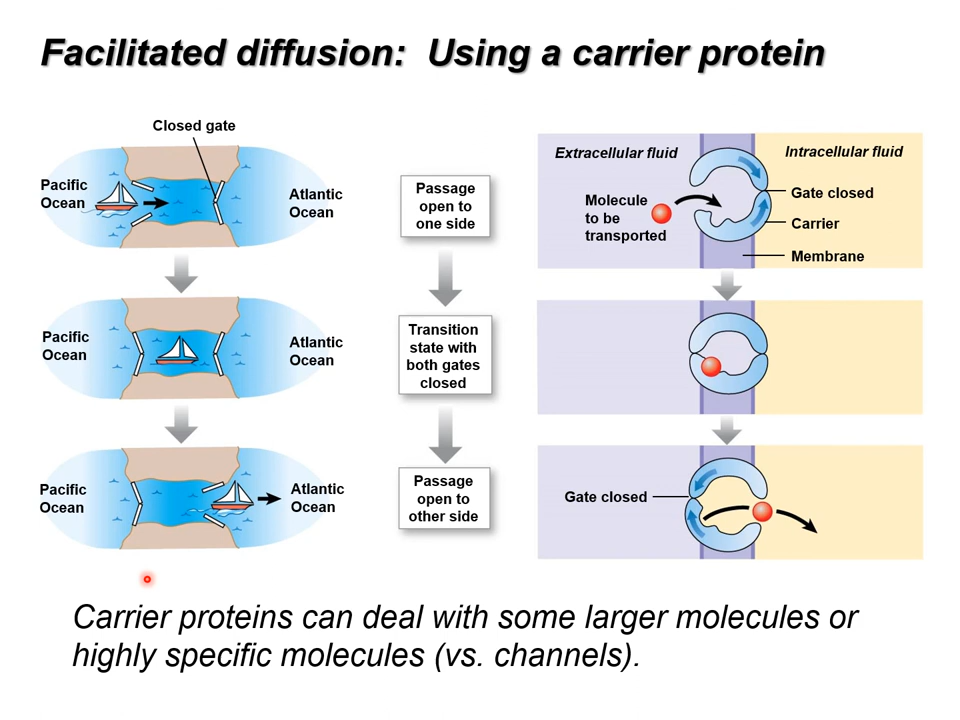 Facilitated diffusion:  Using a carrier protein
Closed gate
Pacific
Ocean
Atlantic
Ocean
Passage
open to
one side
Extracellular fluid
Intracellular fluid
Molecule
to be
transported
Gate closed
Carrier
Membrane
Pacific
Ocean
Atlantic
Ocean
Transition
state with
both gates
closed
Pacific
Ocean
Atlantic
Ocean
Passage
open to
other side
Gate closed
Carrier proteins can deal with some larger molecules or
highly specific molecules (vs. channels).